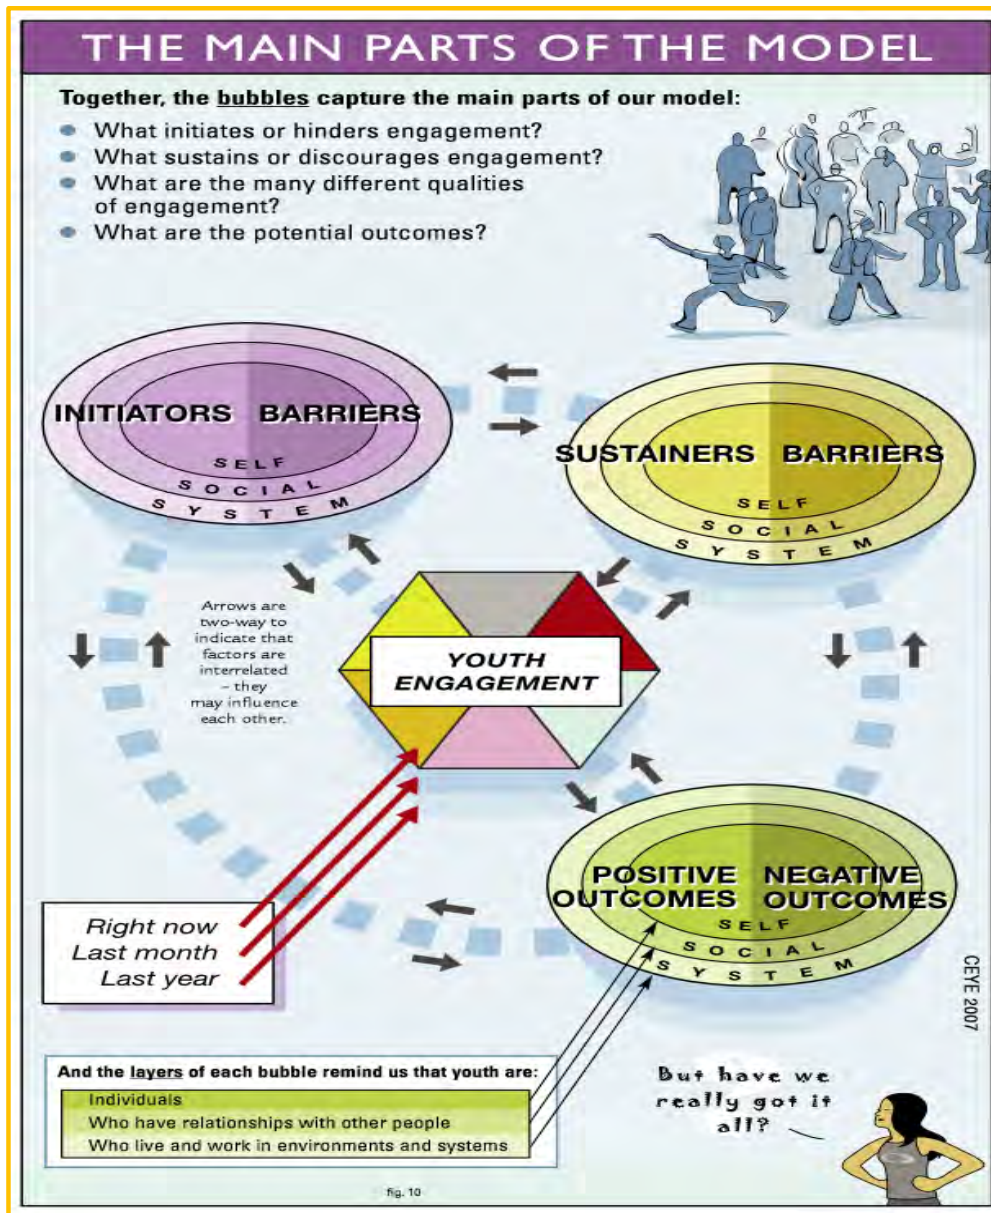 THE MAIN PARTS OF THE MODEL
Together, the bubbles capture the main parts of our model:
What initiates or hinders engagement?
What sustains or discourages engagement?
What are the many different qualities
of engagement?
What are the potential outcomes?
INITIATORS BARRIERS
SELF
SOCIAL
SYSTEM
SUSTAINERS BARRIERS
SELF
SOCIAL
SYSTEM
Arrows are
two-way to
indicate that
factors are
interrelated
– they
may influence
each other.
YOUTH
ENGAGEMENT
POSITIVE NEGATIVE
OUTCOMES OUTCOMES
SELF
SOCIAL
SYSTEM
Right now
Last month
Last year
CEYE 2007
And the layers of each bubble remind us that youth are:
Individuals
Who have relationships with other people
Who live and work in environments and systems
But have we
really got it
all?
fig. 10